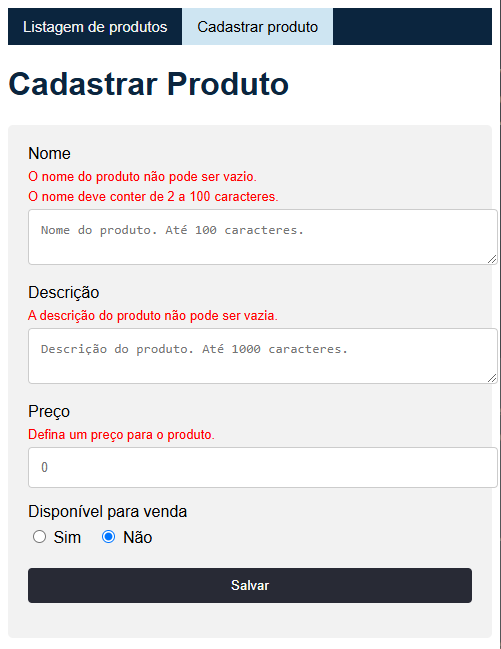 Listagem de produtos Cadastrar produto
Cadastrar Produto
Nome
O nome do produto não pode ser vazio.
O nome deve conter de 2 a 100 caracteres.
Nome do produto. Até 100 caracteres.
Descrição
A descrição do produto não pode ser vazia.
Descrição do produto. Até 1000 caracteres.
Preço
Defina um preço para o produto.
0
Disponível para venda
Sim Não
Salvar